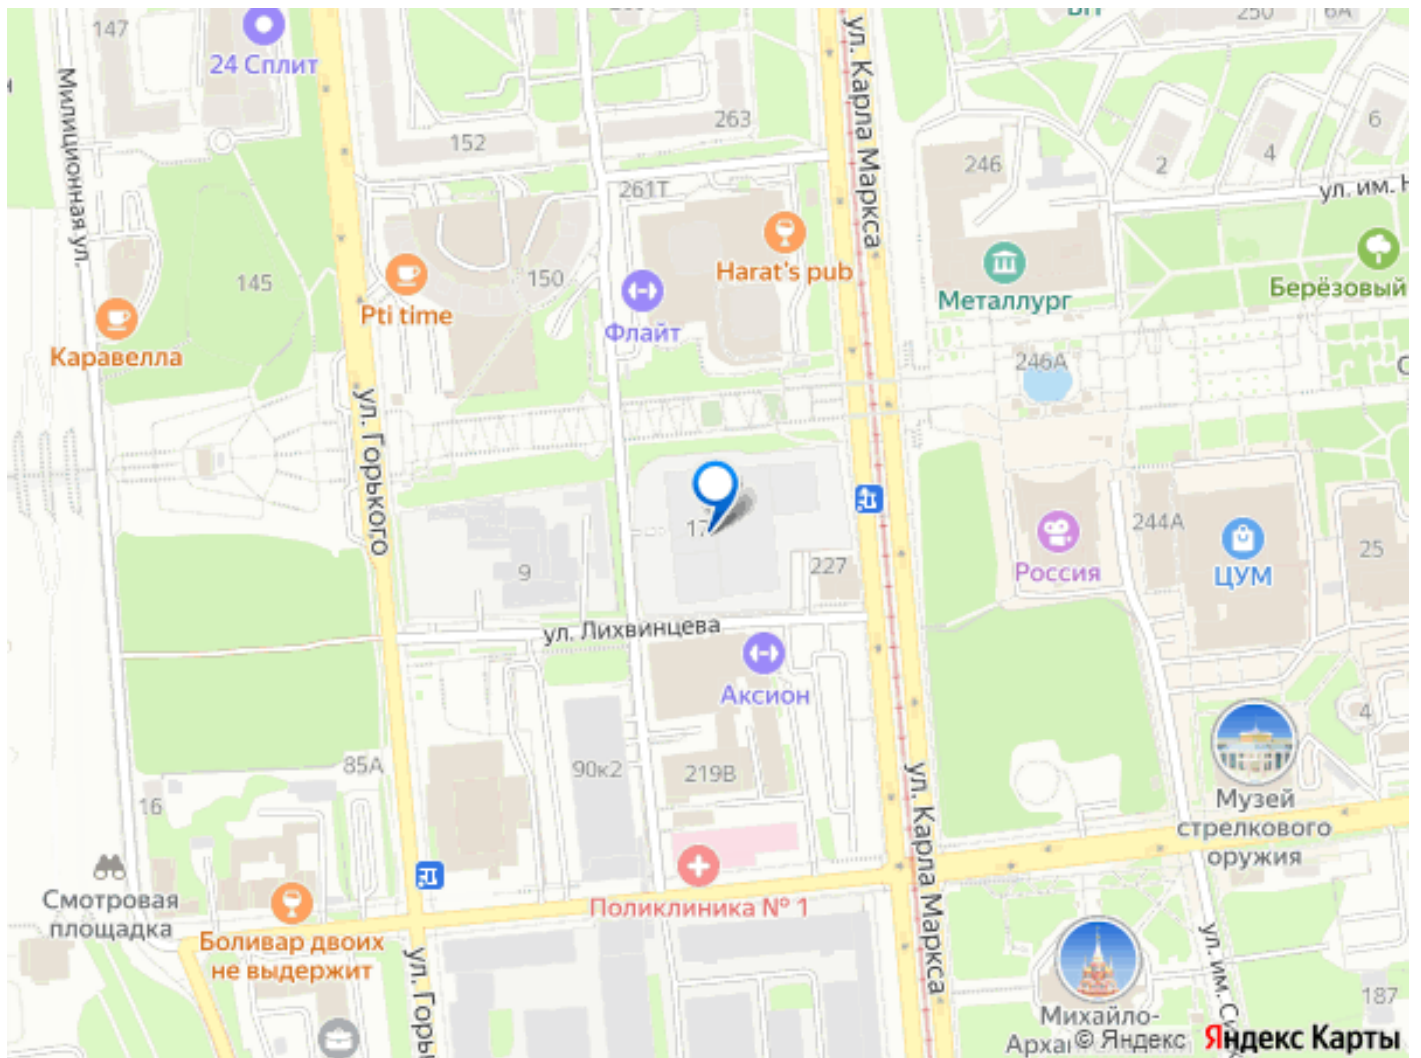 147
24 Сплит
Милиционная ул.
152
263
ул. Карла Маркса
250
6А
246
2
4
6
ул. им. Н
261Т
145
150
Pti time
Harat's pub
Флайт
Металлург
Берёзовый
246А
Каравелла
ул. Горького
17
9
227
ул. Лихвинцева
Россия
244А
ЦУМ
25
Аксион
4
85А
90к2
219В
16
ул. Карла Маркса
Музей
стрелкового
оружия
Смотровая
площадка
Боливар двоих
не выдержит
Поликлиника № 1
ул. Горь
ул. им. Си
187
Михайло-
© Яндекс
Яндекс Карты